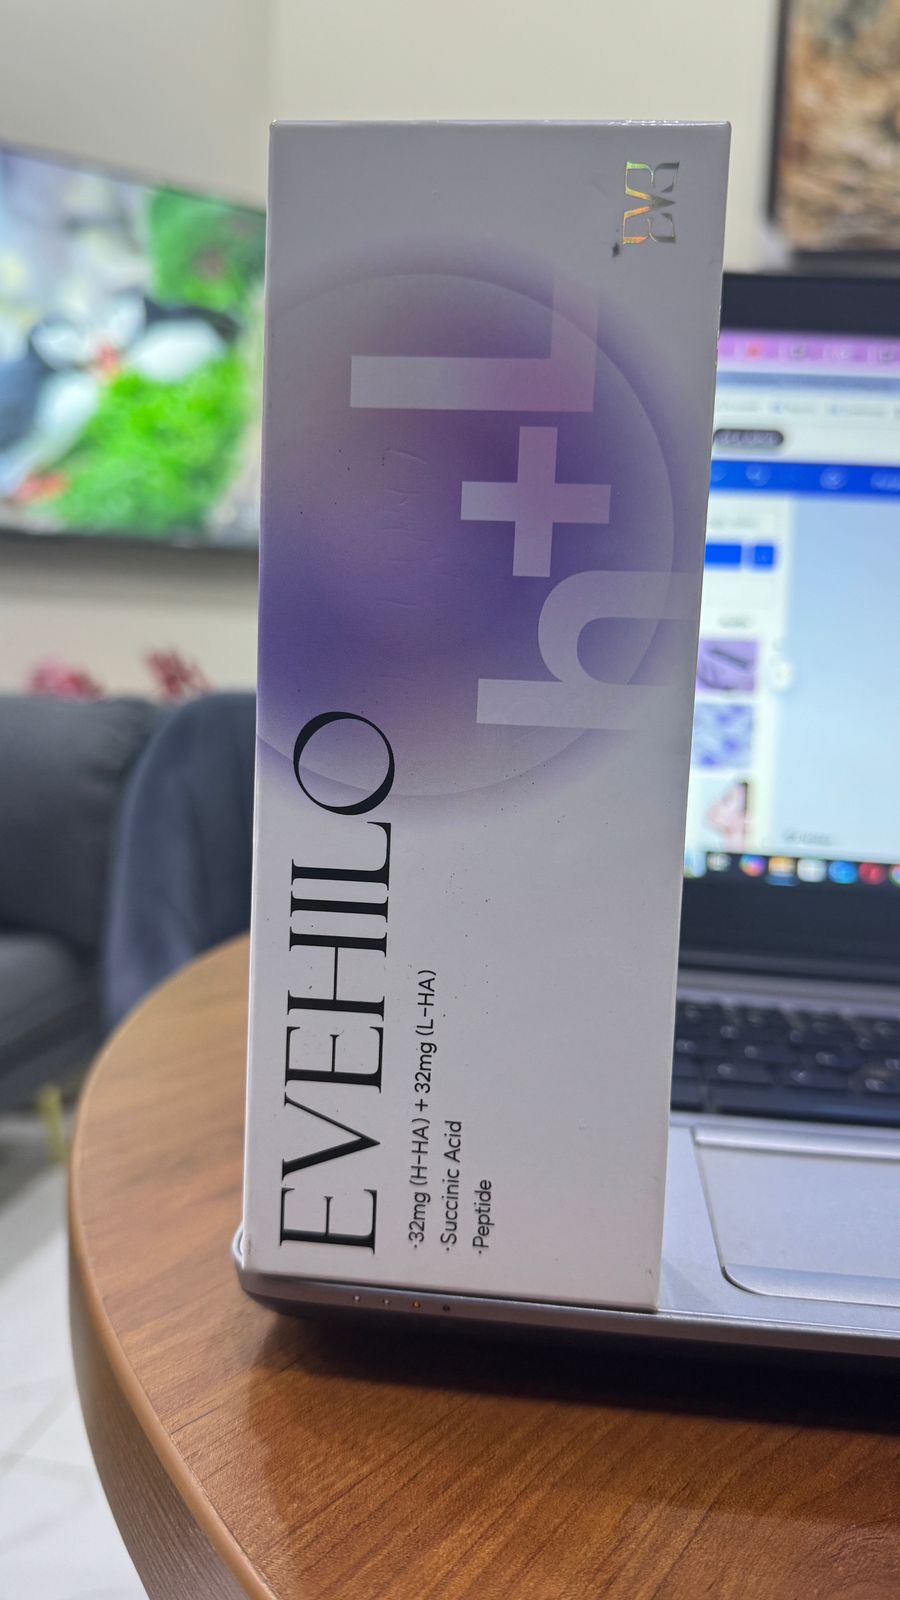 EVE
h+L
EVEHILO
·32mg (H-HA) + 32mg (L-HA)
·Succinic Acid
·Peptide